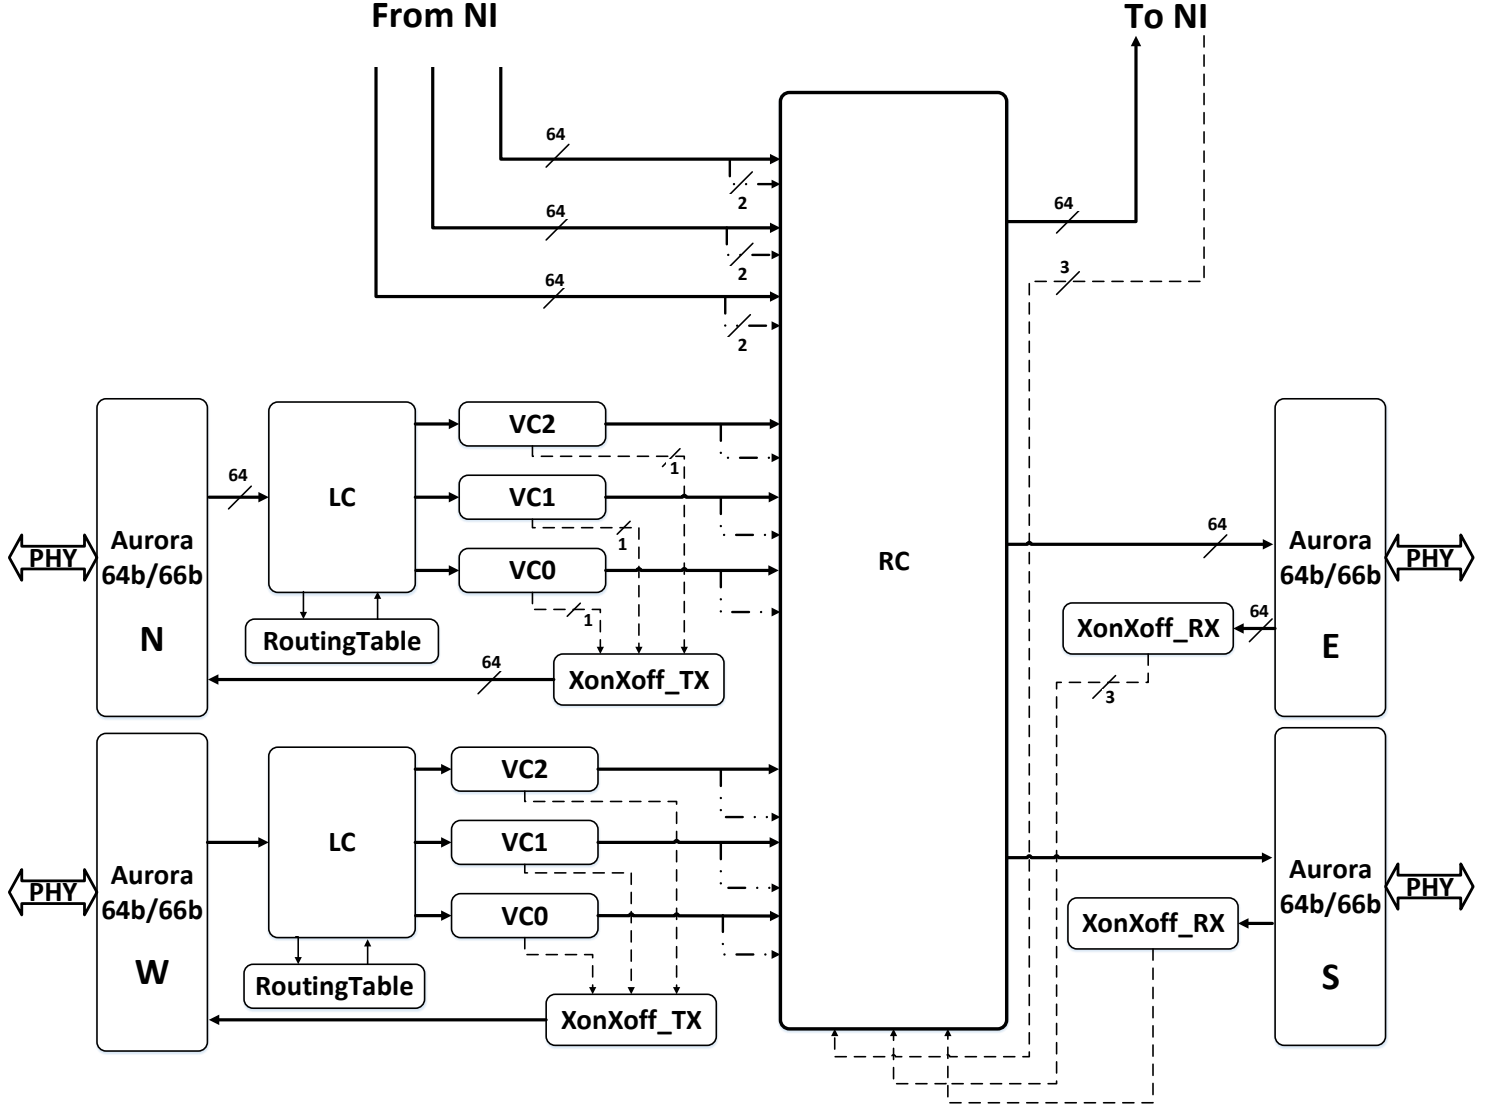 From NI
To NI
64
2
64
2
64
2
64
3
RC
PHY
Aurora
64b/66b
N
64
LC
RoutingTable
VC2
1
VC1
1
VC0
1
XonXoff_TX
64
64
Aurora
64b/66b
E
PHY
XonXoff_RX
64
3
PHY
Aurora
64b/66b
W
LC
RoutingTable
VC2
VC1
VC0
XonXoff_TX
Aurora
64b/66b
S
PHY
XonXoff_RX